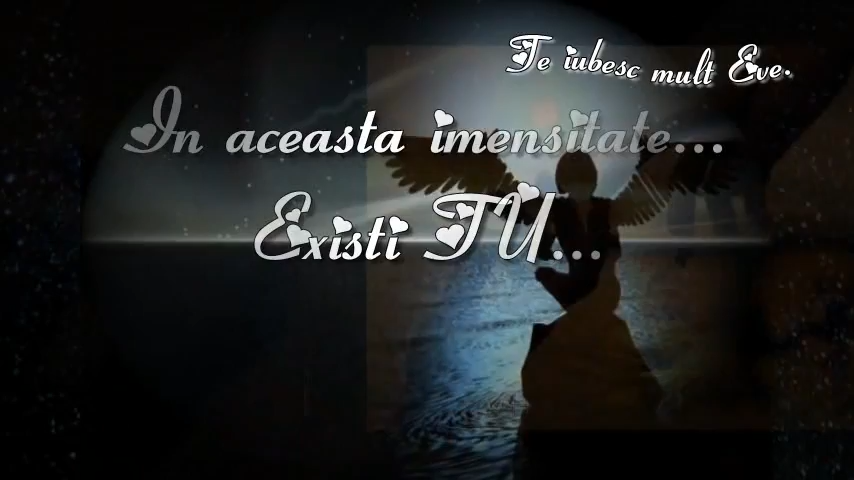 Te iubesc mult Eve.
In aceasta imensitate...
Existi TU...